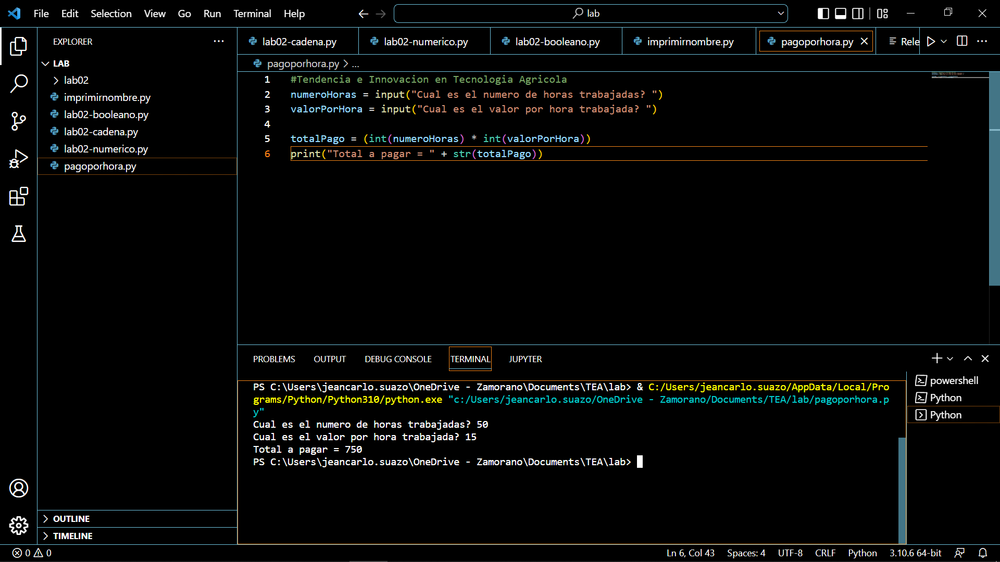 File Edit Selection View Go Run Terminal Help
lab
EXPLORER
LAB
lab02
imprimirnombre.py
lab02-booleano.py
lab02-cadena.py
lab02-numerico.py
pagoporhora.py
OUTLINE
TIMELINE
lab02-cadena.py lab02-numerico.py lab02-booleano.py imprimirnombre.py pagoporhora.py Rele
pagoporhora.py > ...
1 #Tendencia e Innovacion en Tecnologia Agricola
2 numeroHoras = input("Cual es el numero de horas trabajadas? ")
3 valorPorHora = input("Cual es el valor por hora trabajada? ")
4
5 totalPago = (int(numeroHoras) * int(valorPorHora))
6 print("Total a pagar = " + str(totalPago))
PROBLEMS OUTPUT DEBUG CONSOLE TERMINAL JUPYTER
PS C:\Users\jeancarlo.suazo\OneDrive - Zamorano\Documents\TEA\lab> & C:/Users/jeancarlo.suazo/AppData/Local/Pro
grams/Python/Python310/python.exe "c:/Users/jeancarlo.suazo/OneDrive - Zamorano/Documents/TEA/lab/pagoporhora.p
y"
Cual es el numero de horas trabajadas? 50
Cual es el valor por hora trabajada? 15
Total a pagar = 750
PS C:\Users\jeancarlo.suazo\OneDrive - Zamorano\Documents\TEA\lab>
powershell
Python
Python
0 0
Ln 6, Col 43 Spaces: 4 UTF-8 CRLF Python 3.10.6 64-bit